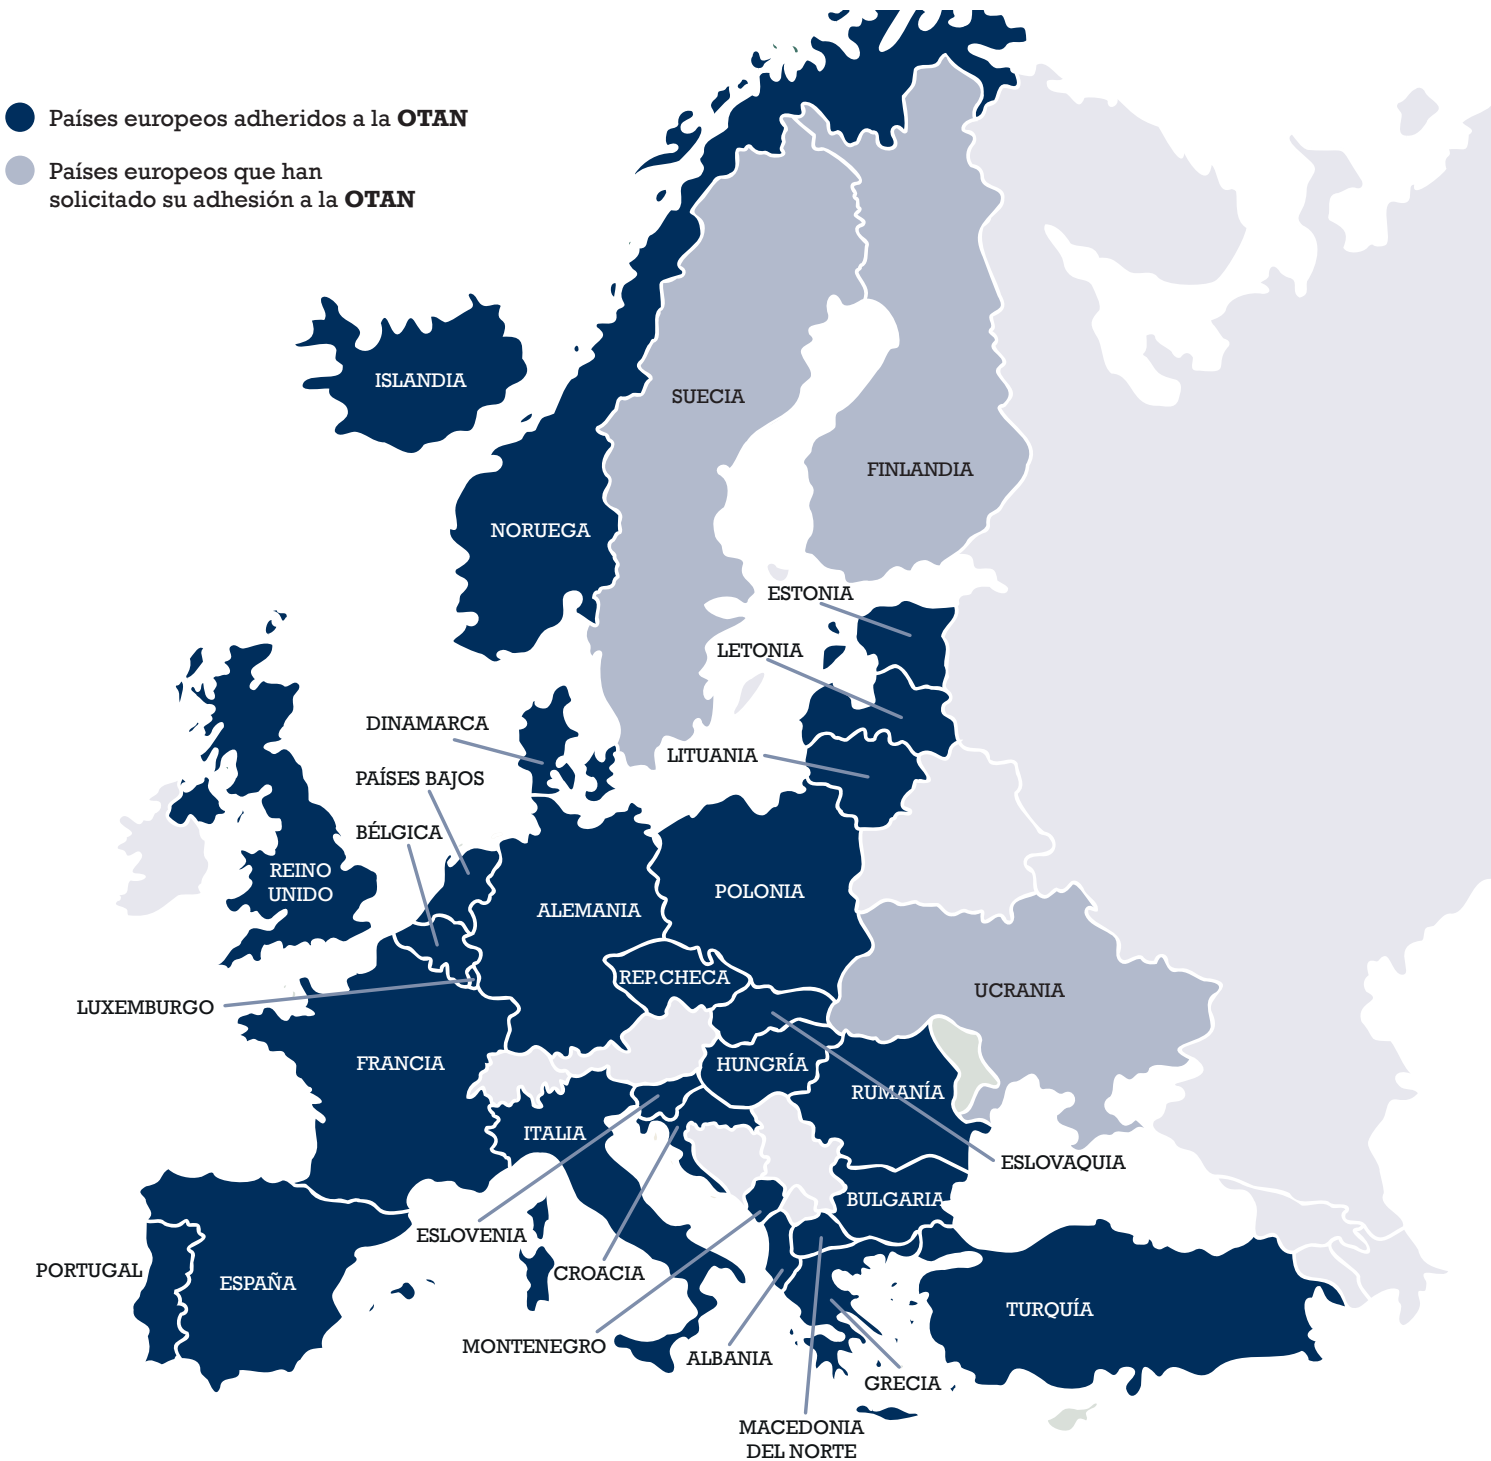 Países europeos adheridos a la OTAN
Países europeos que han
solicitado su adhesión a la OTAN
ISLANDIA
SUECIA
FINLANDIA
NORUEGA
ESTONIA
LETONIA
DINAMARCA
LITUANIA
PAÍSES BAJOS
BÉLGICA
REINO
UNIDO
POLONIA
ALEMANIA
REP.CHECA
UCRANIA
LUXEMBURGO
FRANCIA
HUNGRÍA
RUMANÍA
ITALIA
ESLOVAQUIA
BULGARIA
ESLOVENIA
PORTUGAL
CROACIA
ESPAÑA
TURQUÍA
MONTENEGRO
ALBANIA
GRECIA
MACEDONIA
DEL NORTE